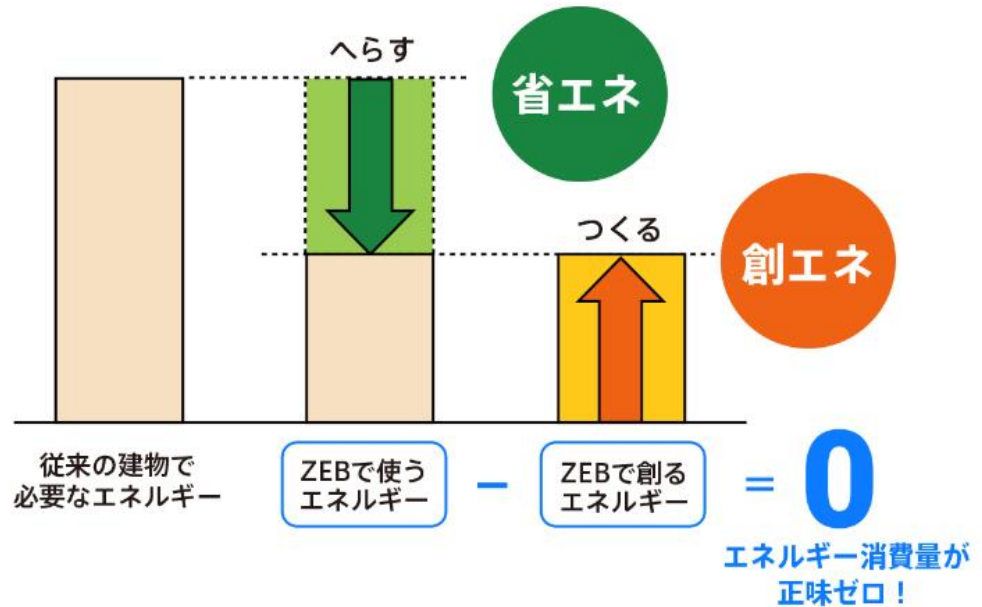 へらす
省エネ
つくる
創エネ
従来の建物で
必要なエネルギー
ZEBで使う
エネルギー
－
ZEBで創る
エネルギー
＝
0
エネルギー消費量が
正味ゼロ！